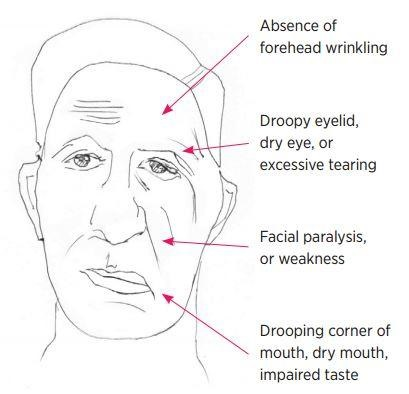 Absence of
forehead wrinkling
Droopy eyelid,
dry eye, or
excessive tearing
Facial paralysis,
or weakness
Drooping corner of
mouth, dry mouth,
impaired taste